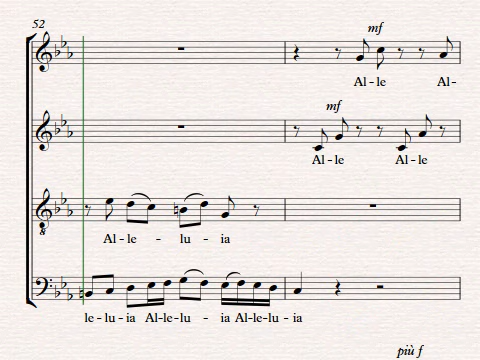 52
mf
Al-le Al-
mf
Al-le Al-le
8
Al-le - lu - ia
le-lu-ia Al-le-lu - ia Al-le-lu - ia
più f